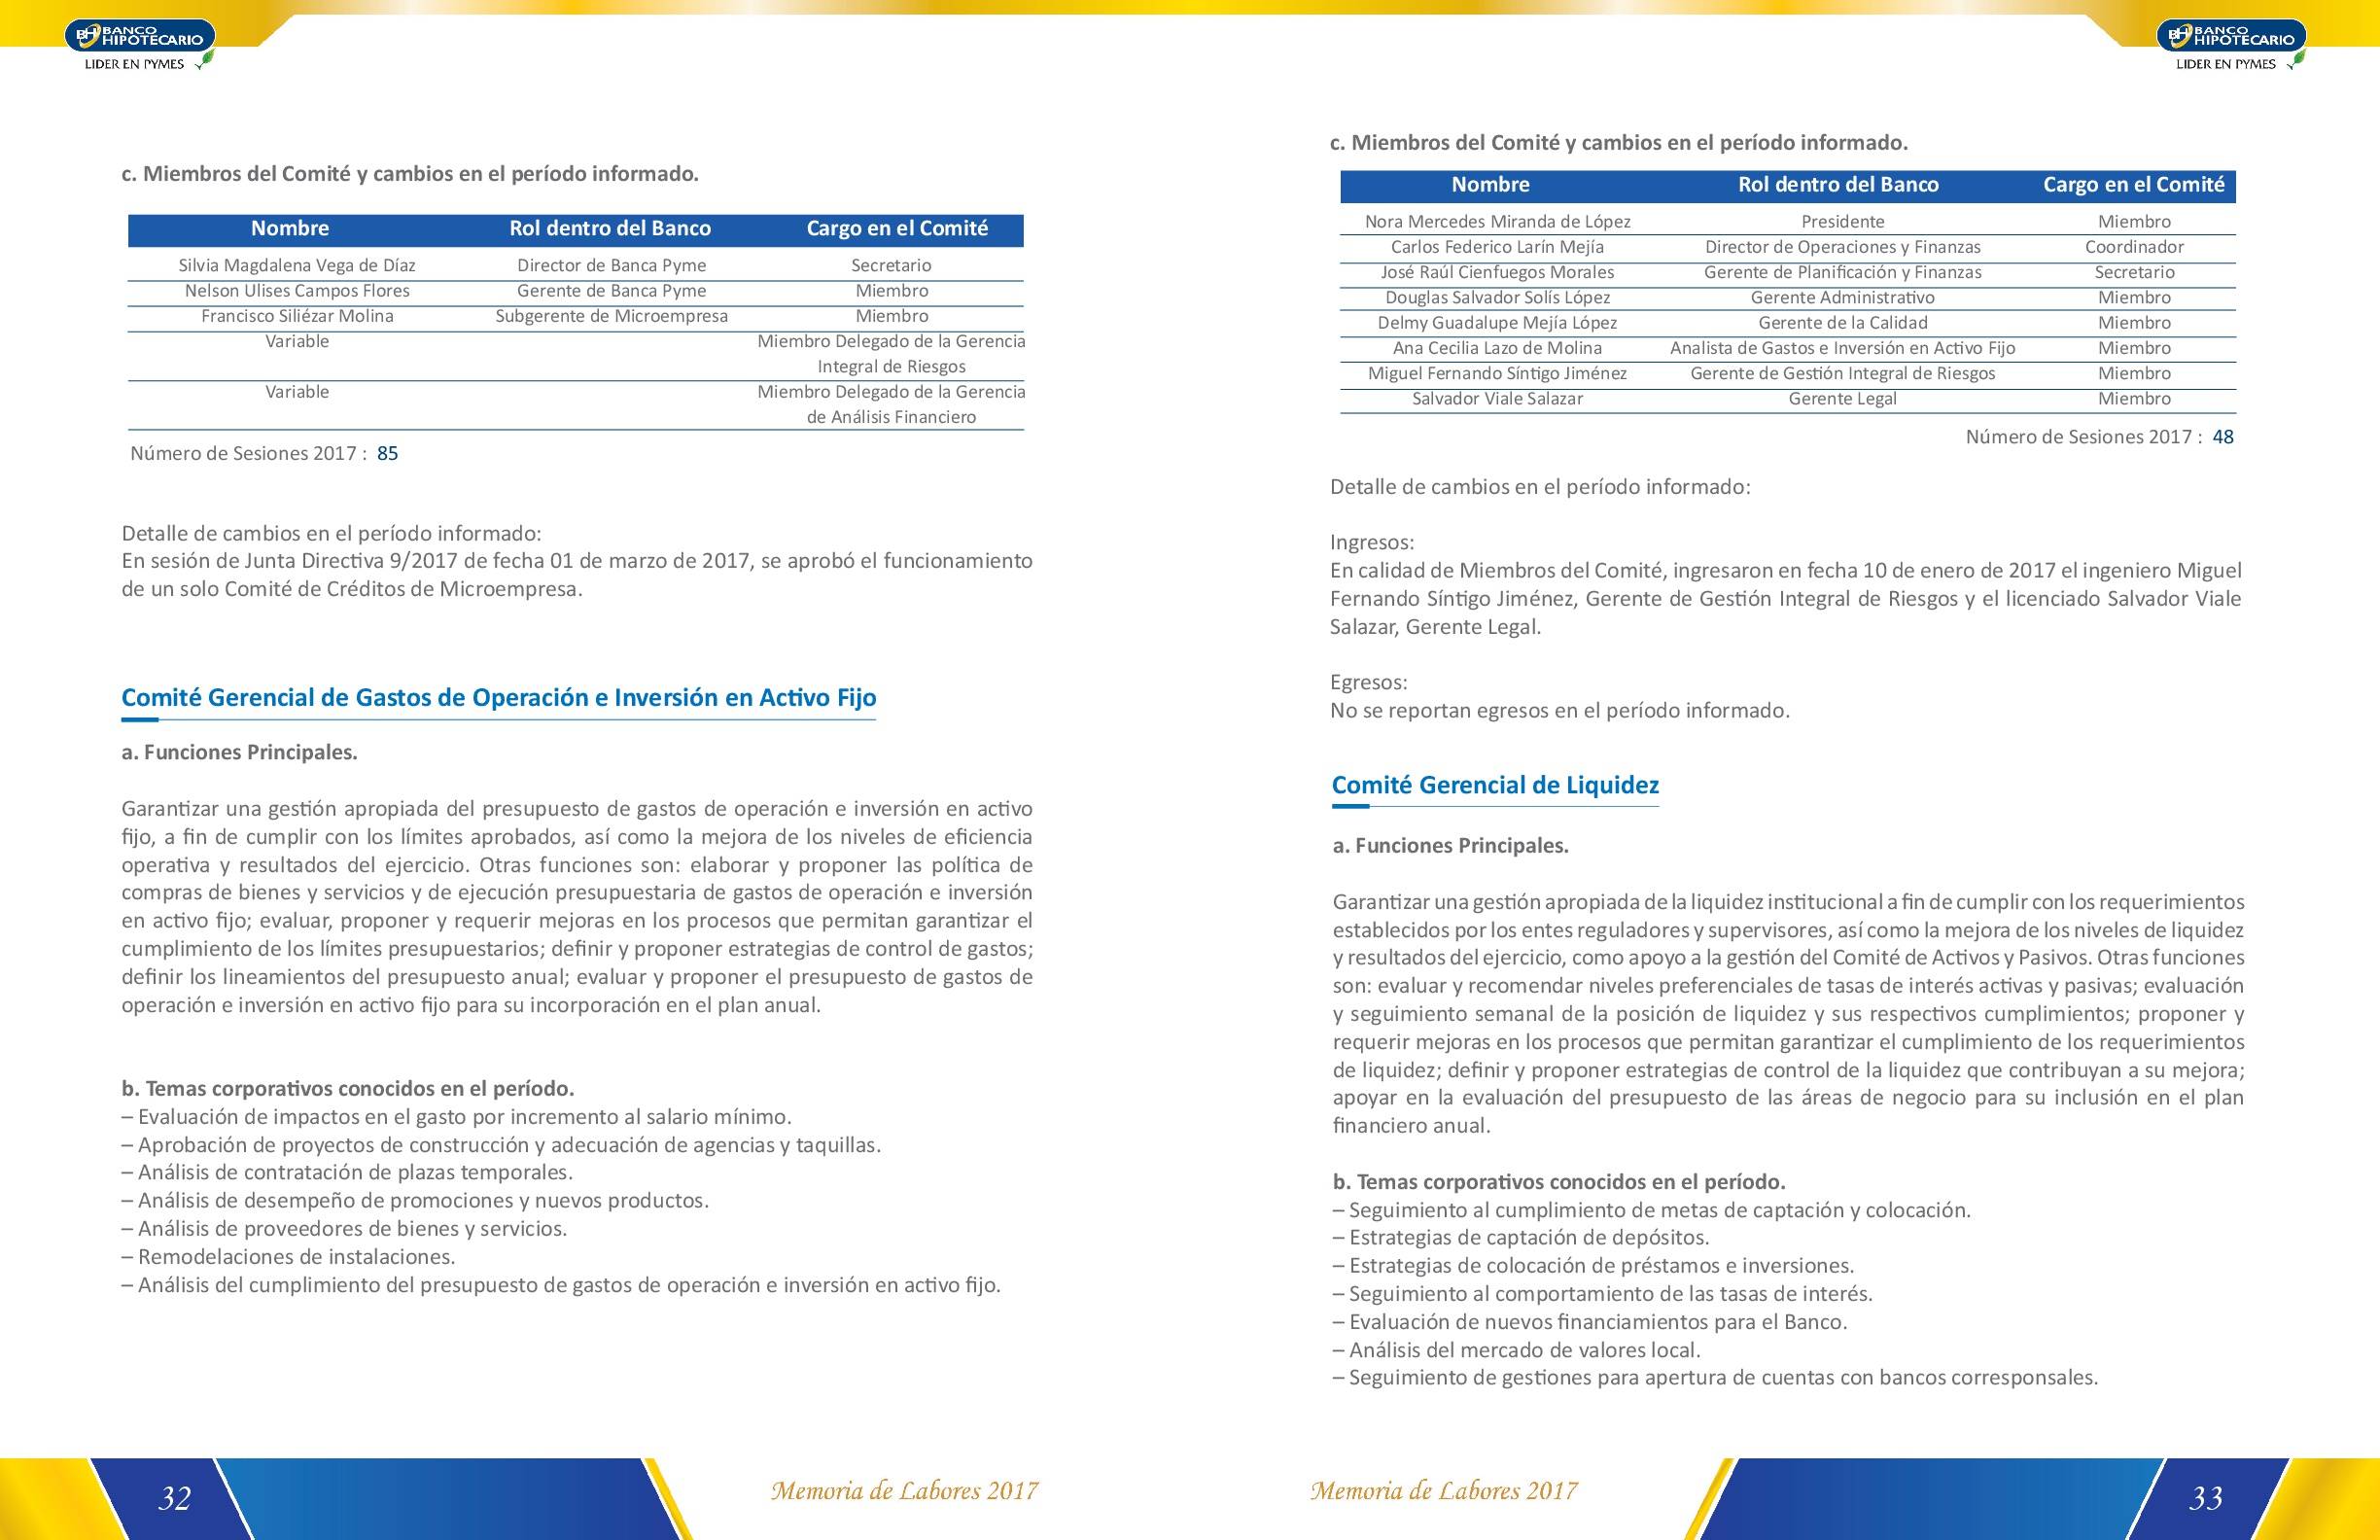 BH BANCO
HIPOTECARIO
LIDER EN PYMES
c. Miembros del Comité y cambios en el período informado.
Nombre Rol dentro del Banco Cargo en el Comité
Silvia Magdalena Vega de Díaz Director de Banca Pyme Secretario
Nelson Ulises Campos Flores Gerente de Banca Pyme Miembro
Francisco Siliézar Molina Subgerente de Microempresa Miembro
Variable Miembro Delegado de la Gerencia
Integral de Riesgos
Variable Miembro Delegado de la Gerencia
de Análisis Financiero
Número de Sesiones 2017 : 85
Detalle de cambios en el período informado:
En sesión de Junta Directiva 9/2017 de fecha 01 de marzo de 2017, se aprobó el funcionamiento
de un solo Comité de Créditos de Microempresa.
Comité Gerencial de Gastos de Operación e Inversión en Activo Fijo
a. Funciones Principales.
Garantizar una gestión apropiada del presupuesto de gastos de operación e inversión en activo
fijo, a fin de cumplir con los límites aprobados, así como la mejora de los niveles de eficiencia
operativa y resultados del ejercicio. Otras funciones son: elaborar y proponer las política de
compras de bienes y servicios y de ejecución presupuestaria de gastos de operación e inversión
en activo fijo; evaluar, proponer y requerir mejoras en los procesos que permitan garantizar el
cumplimiento de los límites presupuestarios; definir y proponer estrategias de control de gastos;
definir los lineamientos del presupuesto anual; evaluar y proponer el presupuesto de gastos de
operación e inversión en activo fijo para su incorporación en el plan anual.
b. Temas corporativos conocidos en el período.
– Evaluación de impactos en el gasto por incremento al salario mínimo.
– Aprobación de proyectos de construcción y adecuación de agencias y taquillas.
– Análisis de contratación de plazas temporales.
– Análisis de desempeño de promociones y nuevos productos.
– Análisis de proveedores de bienes y servicios.
– Remodelaciones de instalaciones.
– Análisis del cumplimiento del presupuesto de gastos de operación e inversión en activo fijo.
32
Memoria de Labores 2017
BH BANCO
HIPOTECARIO
LIDER EN PYMES
c. Miembros del Comité y cambios en el período informado.
Nombre Rol dentro del Banco Cargo en el Comité
Nora Mercedes Miranda de López Presidente Miembro
Carlos Federico Larín Mejía Director de Operaciones y Finanzas Coordinador
José Raúl Cienfuegos Morales Gerente de Planificación y Finanzas Secretario
Douglas Salvador Solís López Gerente Administrativo Miembro
Delmy Guadalupe Mejía López Gerente de la Calidad Miembro
Ana Cecilia Lazo de Molina Analista de Gastos e Inversión en Activo Fijo Miembro
Miguel Fernando Síntigo Jiménez Gerente de Gestión Integral de Riesgos Miembro
Salvador Viale Salazar Gerente Legal Miembro
Número de Sesiones 2017 : 48
Detalle de cambios en el período informado:
Ingresos:
En calidad de Miembros del Comité, ingresaron en fecha 10 de enero de 2017 el ingeniero Miguel
Fernando Síntigo Jiménez, Gerente de Gestión Integral de Riesgos y el licenciado Salvador Viale
Salazar, Gerente Legal.
Egresos:
No se reportan egresos en el período informado.
Comité Gerencial de Liquidez
a. Funciones Principales.
Garantizar una gestión apropiada de la liquidez institucional a fin de cumplir con los requerimientos
establecidos por los entes reguladores y supervisores, así como la mejora de los niveles de liquidez
y resultados del ejercicio, como apoyo a la gestión del Comité de Activos y Pasivos. Otras funciones
son: evaluar y recomendar niveles preferenciales de tasas de interés activas y pasivas; evaluación
y seguimiento semanal de la posición de liquidez y sus respectivos cumplimientos; proponer y
requerir mejoras en los procesos que permitan garantizar el cumplimiento de los requerimientos
de liquidez; definir y proponer estrategias de control de la liquidez que contribuyan a su mejora;
apoyar en la evaluación del presupuesto de las áreas de negocio para su inclusión en el plan
financiero anual.
b. Temas corporativos conocidos en el período.
– Seguimiento al cumplimiento de metas de captación y colocación.
– Estrategias de captación de depósitos.
– Estrategias de colocación de préstamos e inversiones.
– Seguimiento al comportamiento de las tasas de interés.
– Evaluación de nuevos financiamientos para el Banco.
– Análisis del mercado de valores local.
– Seguimiento de gestiones para apertura de cuentas con bancos corresponsales.
Memoria de Labores 2017
33